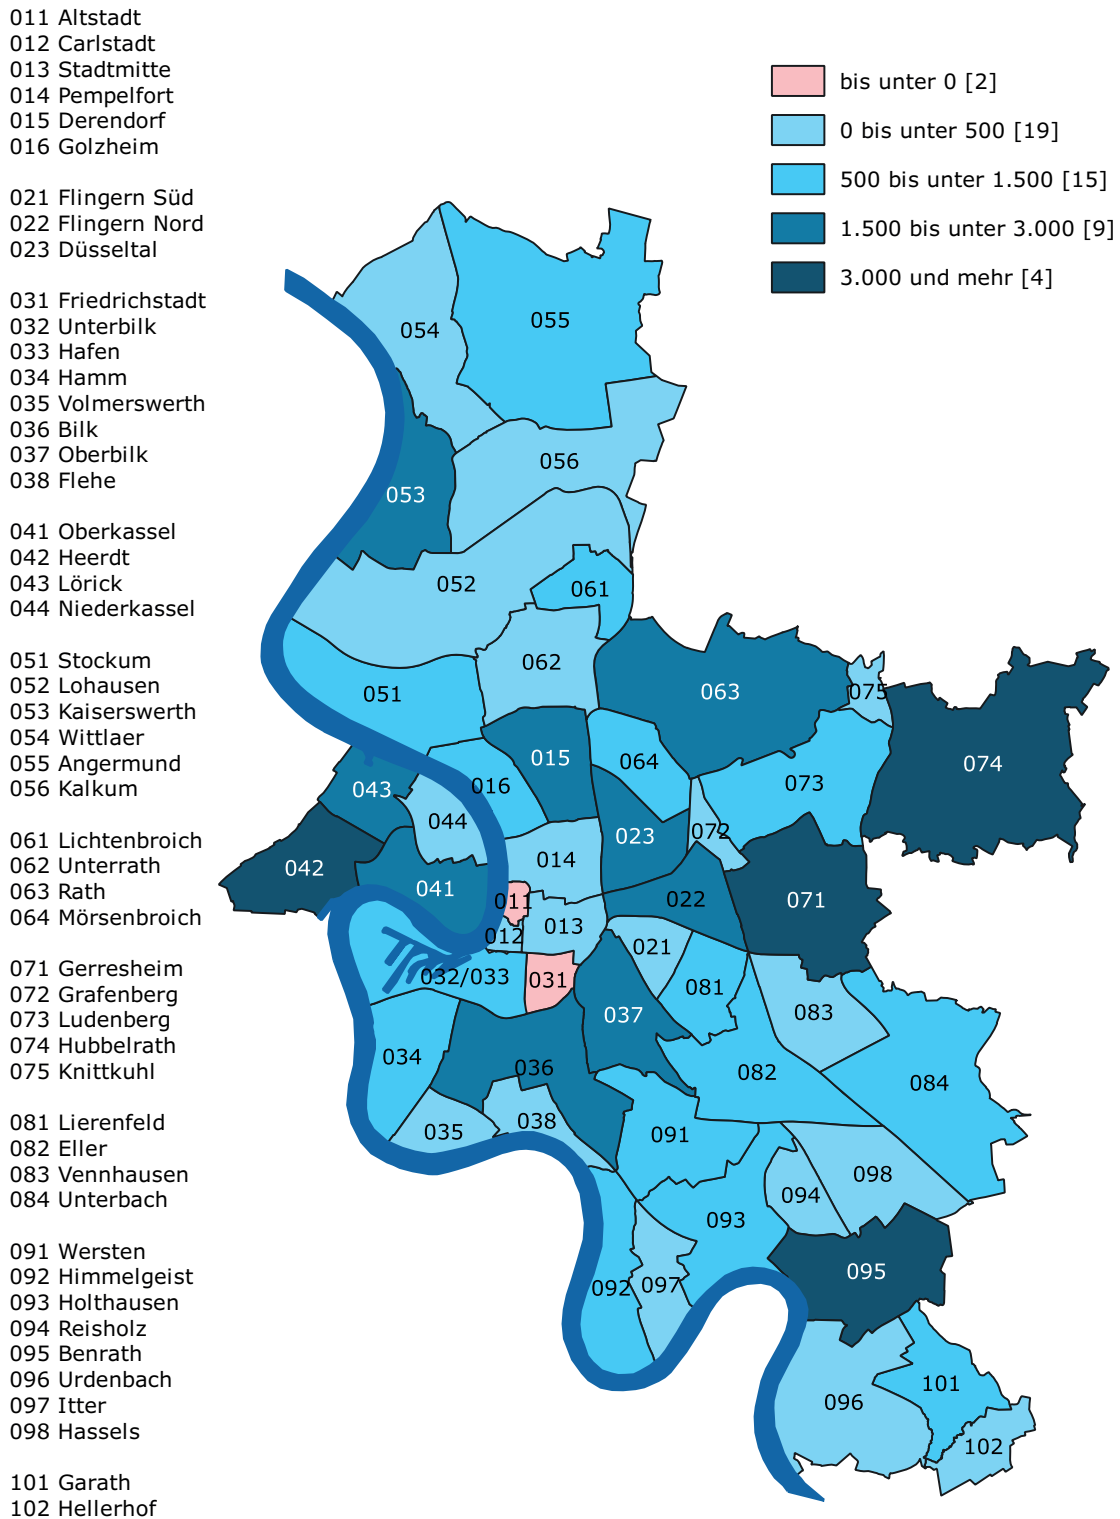 011 Altstadt
012 Carlstadt
013 Stadtmitte
014 Pempelfort
015 Derendorf
016 Golzheim
021 Flingern Süd
022 Flingern Nord
023 Düsseltal
031 Friedrichstadt
032 Unterbilk
033 Hafen
034 Hamm
035 Volmerswerth
036 Bilk
037 Oberbilk
038 Flehe
041 Oberkassel
042 Heerdt
043 Lörick
044 Niederkassel
051 Stockum
052 Lohausen
053 Kaiserswerth
054 Wittlaer
055 Angermund
056 Kalkum
061 Lichtenbroich
062 Unterrath
063 Rath
064 Mörsenbroich
071 Gerresheim
072 Grafenberg
073 Ludenberg
074 Hubbelrath
075 Knittkuhl
081 Lierenfeld
082 Eller
083 Vennhausen
084 Unterbach
091 Wersten
092 Himmelgeist
093 Holthausen
094 Reisholz
095 Benrath
096 Urdenbach
097 Itter
098 Hassels
101 Garath
102 Hellerhof
bis unter 0 [2]
0 bis unter 500 [19]
500 bis unter 1.500 [15]
1.500 bis unter 3.000 [9]
3.000 und mehr [4]
055
054
056
053
052
061
062
063
075
051
015
064
074
073
016
043
044
023
072
014
042
041
022
071
011
013
012
021
032/033
031
081
083
037
034
036
082
084
038
035
091
098
094
093
095
092
097
101
096
102